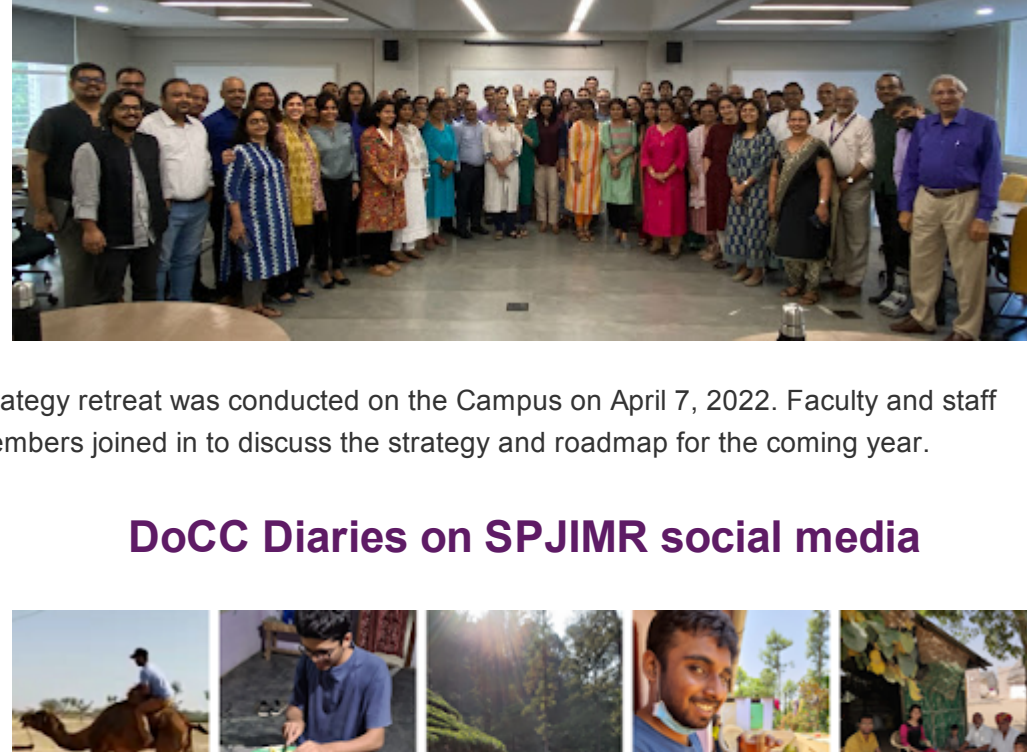 ategy retreat was conducted on the Campus on April 7, 2022. Faculty and staff
embers joined in to discuss the strategy and roadmap for the coming year.
DoCC Diaries on SPJIMR social media